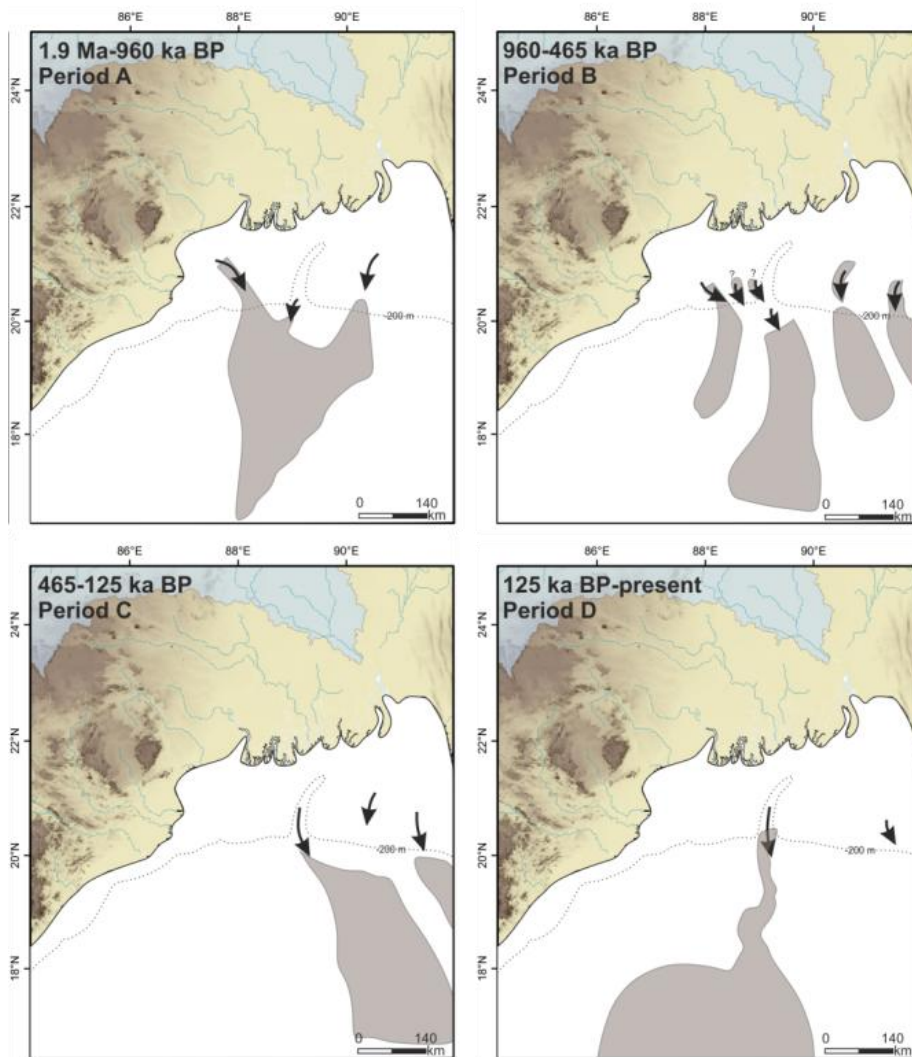 86°E 88°E 90°E
86°E 88°E 90°E
1.9 Ma-960 ka BP
Period A
24°N
22°N
20°N
18°N
-200 m
0 140
km
960-465 ka BP
Period B
24°N
22°N
20°N
18°N
? ?
-200 m
0 140
km
86°E 88°E 90°E
86°E 88°E 90°E
465-125 ka BP
Period C
24°N
22°N
20°N
18°N
-200 m
0 140
km
125 ka BP-present
Period D
24°N
22°N
20°N
18°N
-200 m
0 140
km